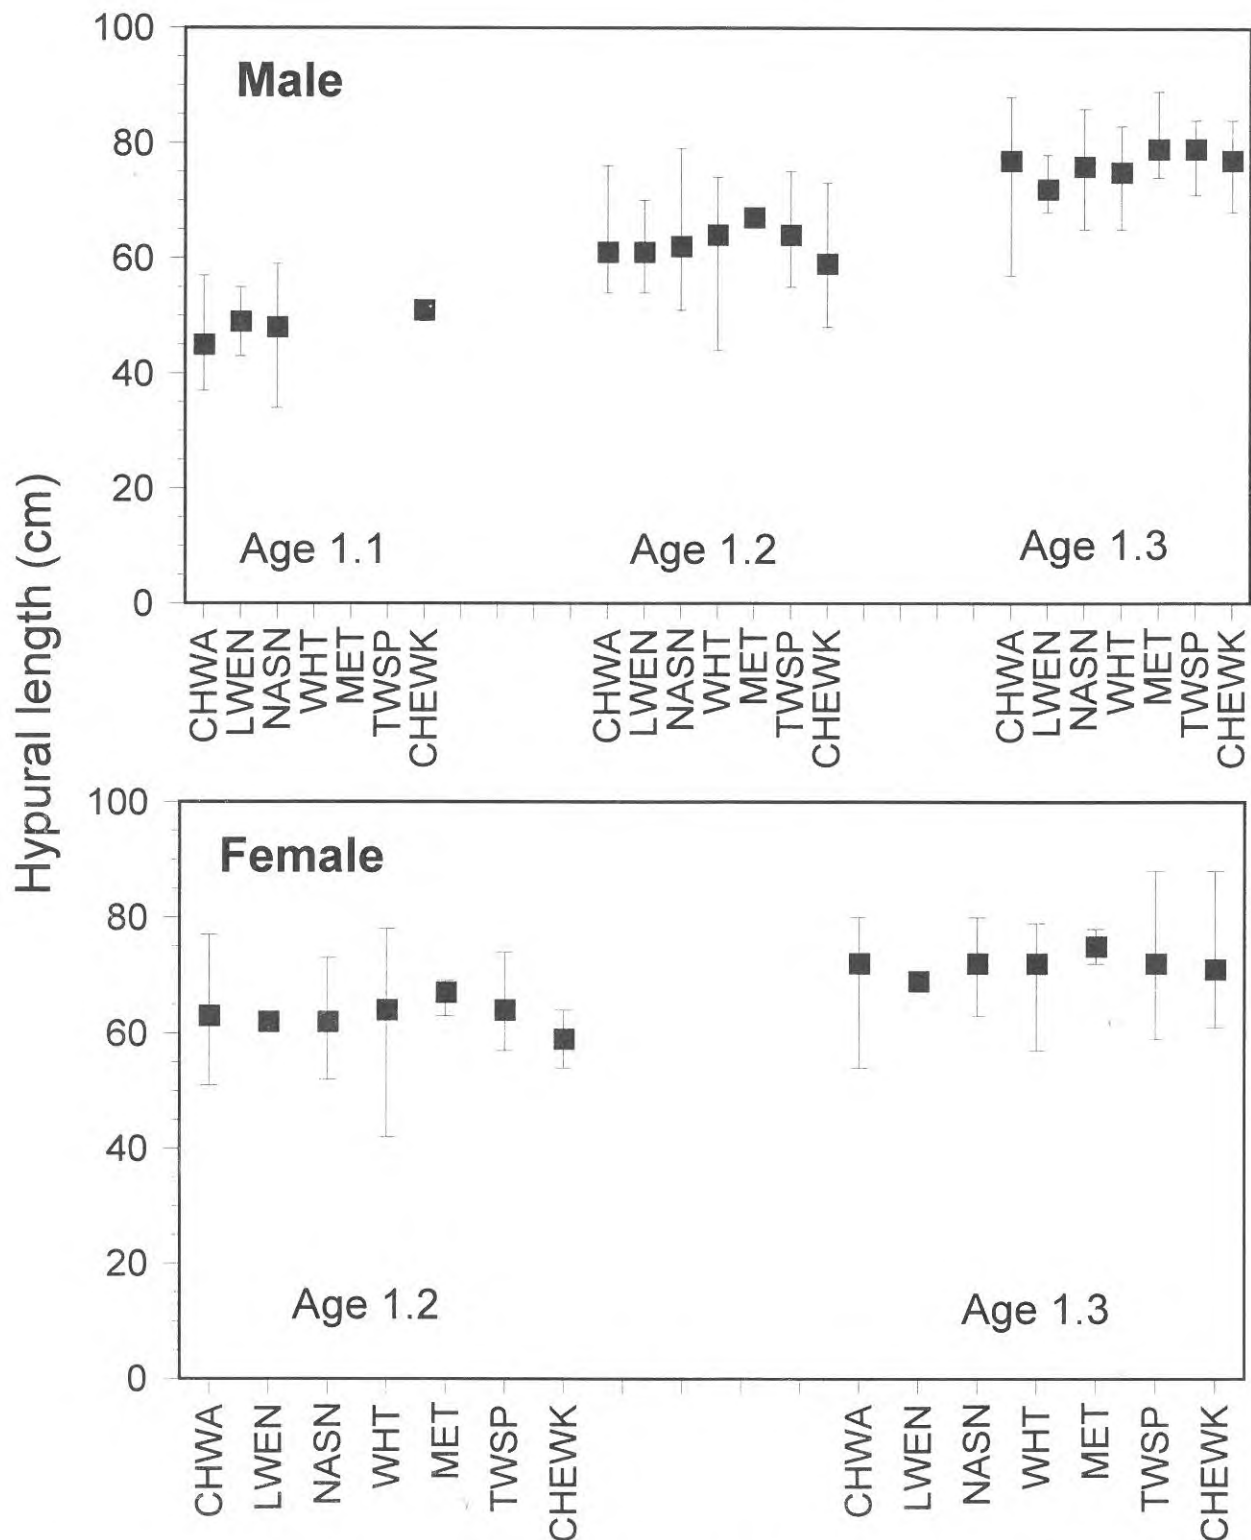 Hypural length (cm)
100
80
60
40
20
0
Male
Age 1.1
Age 1.2
Age 1.3
CHWA
LWEN
NASN
WHT
MET
TWSP
CHEWK
CHWA
LWEN
NASN
WHT
MET
TWSP
CHEWK
CHWA
LWEN
NASN
WHT
MET
TWSP
CHEWK
100
80
60
40
20
0
Female
Age 1.2
Age 1.3
CHWA
LWEN
NASN
WHT
MET
TWSP
CHEWK
CHWA
LWEN
NASN
WHT
MET
TWSP
CHEWK